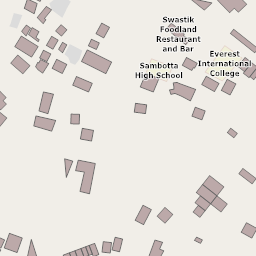 Swastik
Foodland
Restaurant
and Bar
Everest
International
College
Sambotta
High School